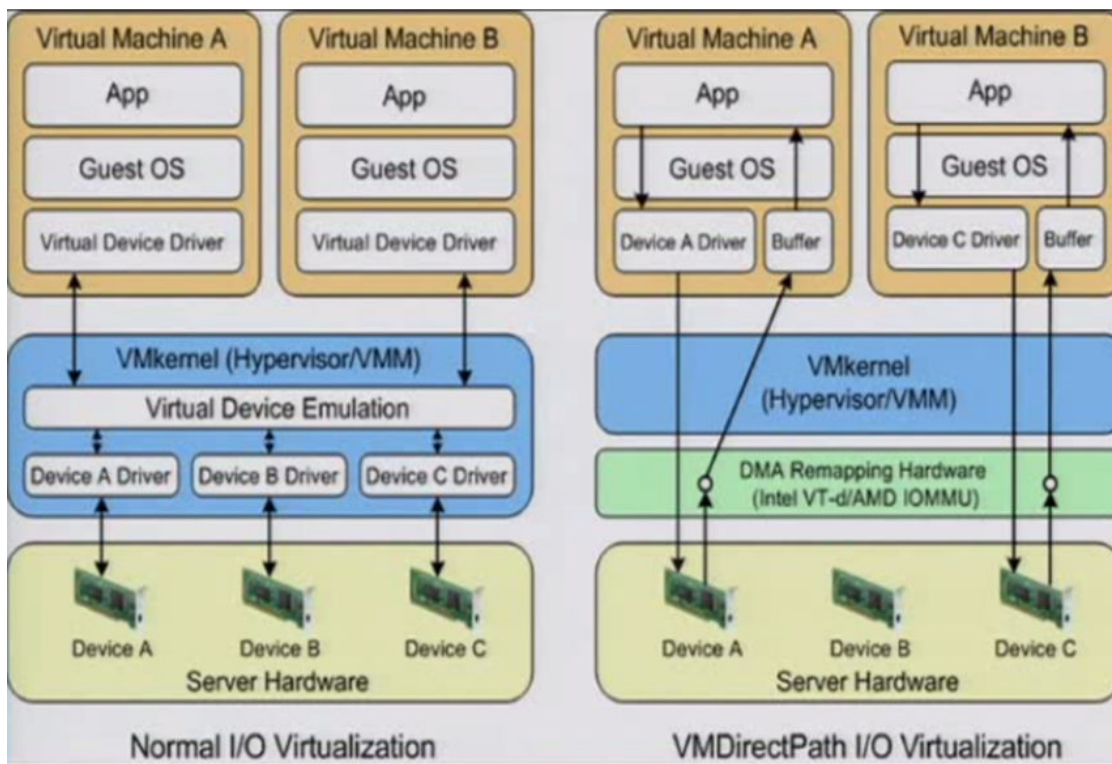 Virtual Machine A
App
Guest OS
Virtual Device Driver
Virtual Machine B
App
Guest OS
Virtual Device Driver
VMkernel (Hypervisor/VMM)
Virtual Device Emulation
Device A Driver
Device B Driver
Device C Driver
Device A
Device B
Device C
Server Hardware
Normal I/O Virtualization
Virtual Machine A
App
Guest OS
Device A Driver
Buffer
Virtual Machine B
App
Guest OS
Device C Driver
Buffer
VMkernel
(Hypervisor/VMM)
DMA Remapping Hardware
(Intel VT-d/AMD IOMMU)
Device A
Device B
Device C
Server Hardware
VMDirectPath I/O Virtualization